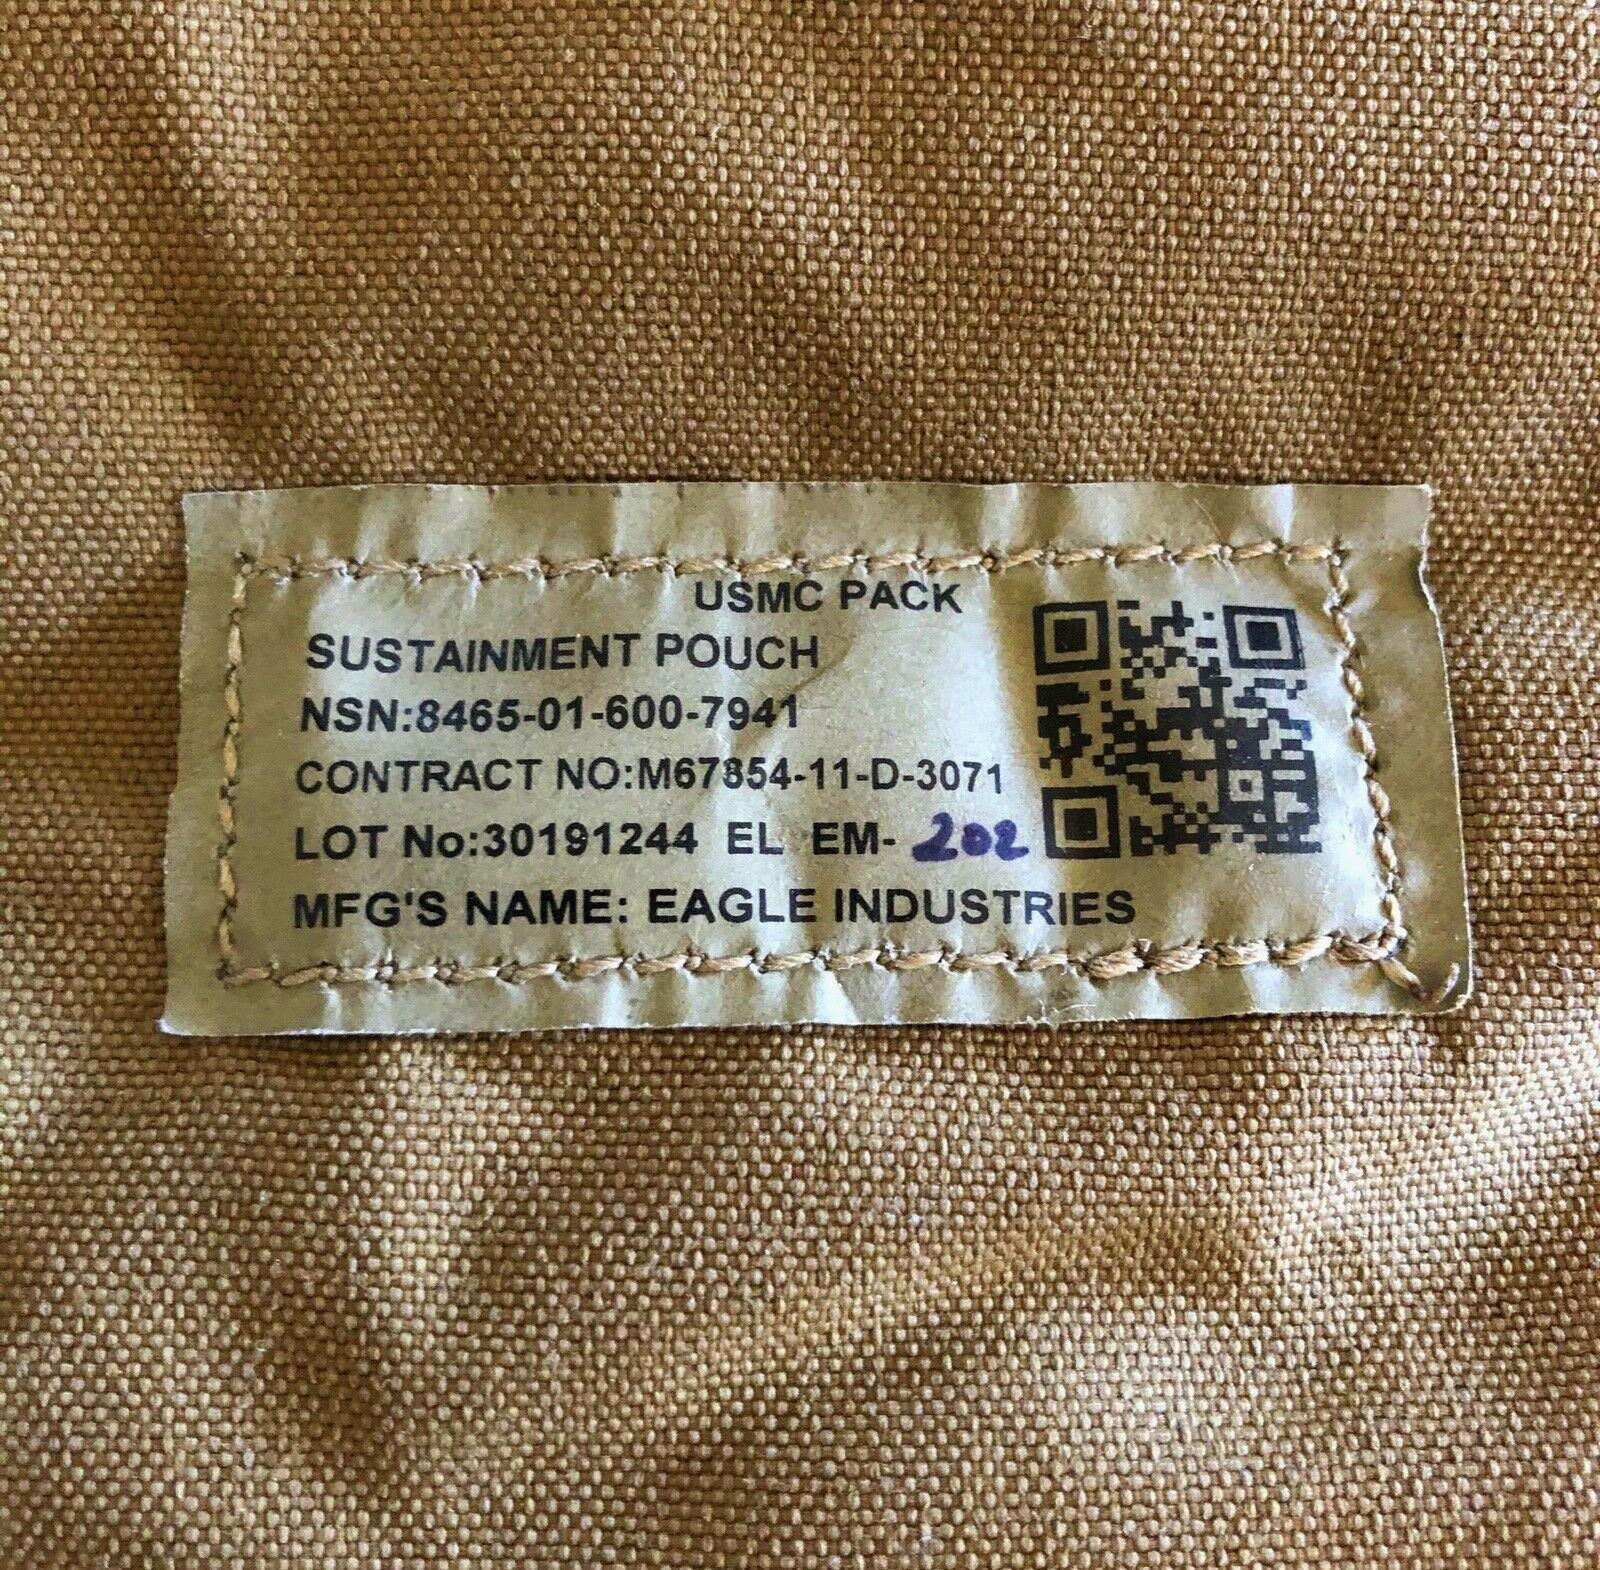 USMC PACK
SUSTAINMENT POUCH
NSN:8465-01-600-7941
CONTRACT NO:M67854-11-D-3071
LOT No:30191244 EL EM- 202
MFG'S NAME: EAGLE INDUSTRIES